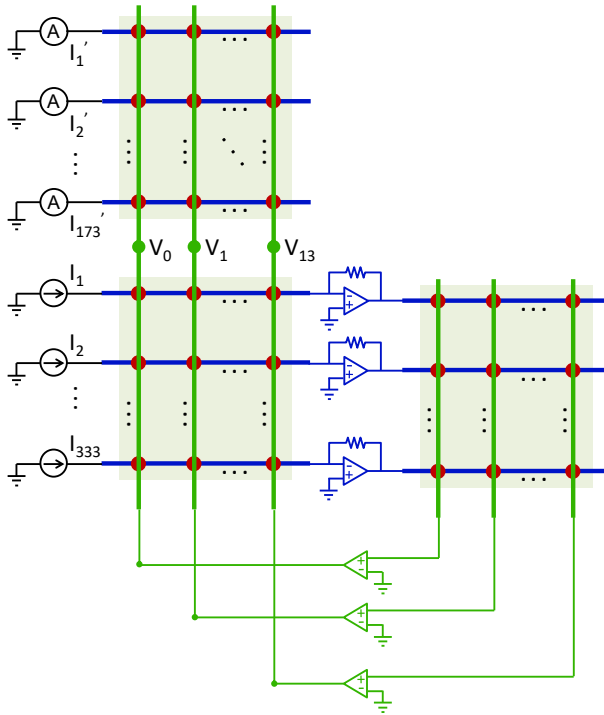 A
I₁′
A
I₂′
A
I₁₇₃′
V₀ V₁ V₁₃
I₁
I₂
I₃₃₃
- +
- +
- +
+ -
+ -
+ -